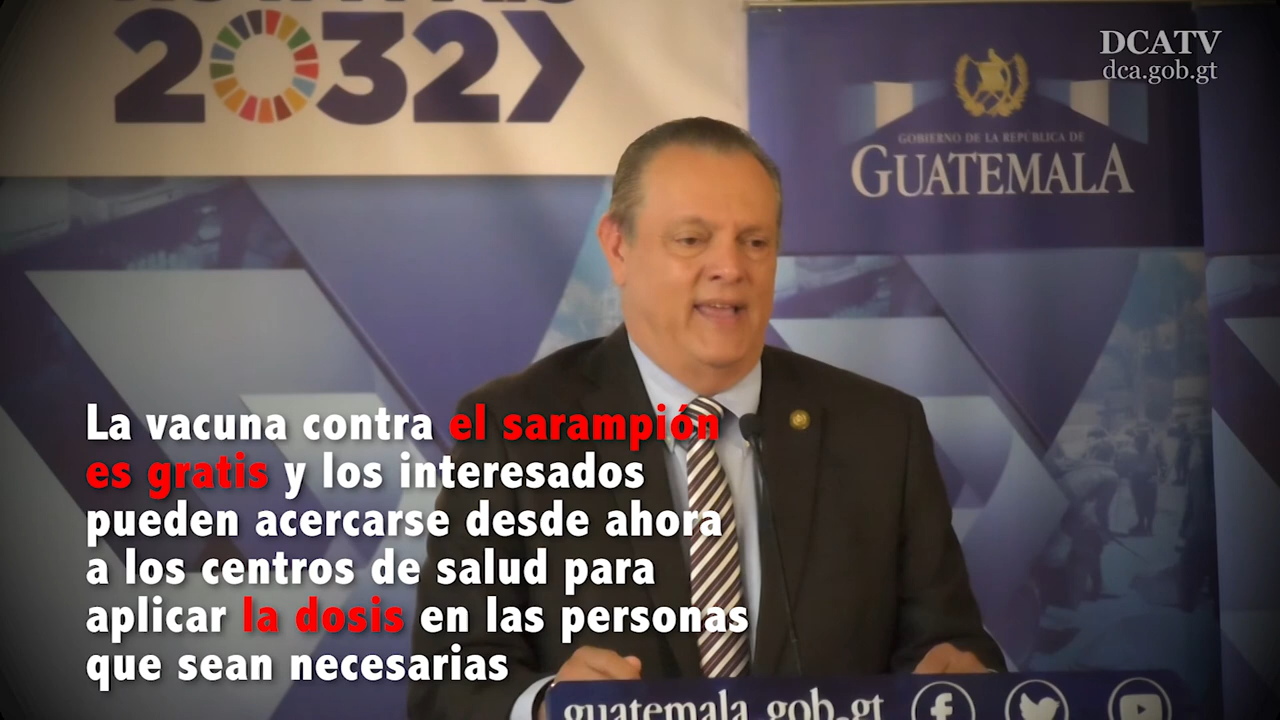 2032
DCATV
dca.gob.gt
GOBIERNO DE LA REPÚBLICA DE
GUATEMALA
La vacuna contra el sarampión
es gratis y los interesados
pueden acercarse desde ahora
a los centros de salud para
aplicar la dosis en las personas
que sean necesarias
guatemala.gob.gt